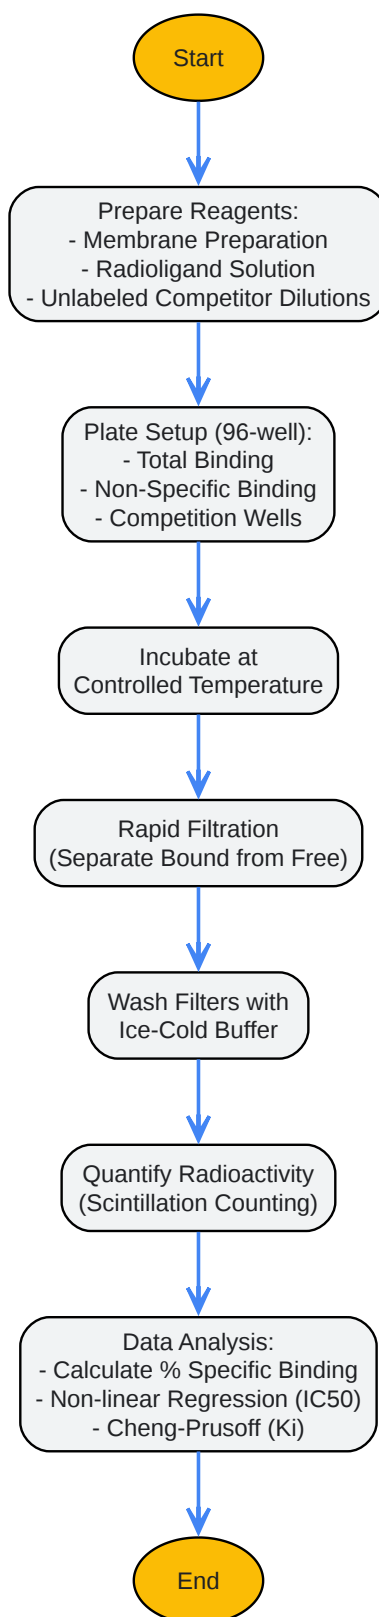 Start
Prepare Reagents:
- Membrane Preparation
- Radioligand Solution
- Unlabeled Competitor Dilutions
Plate Setup (96-well):
- Total Binding
- Non-Specific Binding
- Competition Wells
Incubate at
Controlled Temperature
Rapid Filtration
(Separate Bound from Free)
Wash Filters with
Ice-Cold Buffer
Quantify Radioactivity
(Scintillation Counting)
Data Analysis:
- Calculate % Specific Binding
- Non-linear Regression (IC50)
- Cheng-Prusoff (Ki)
End